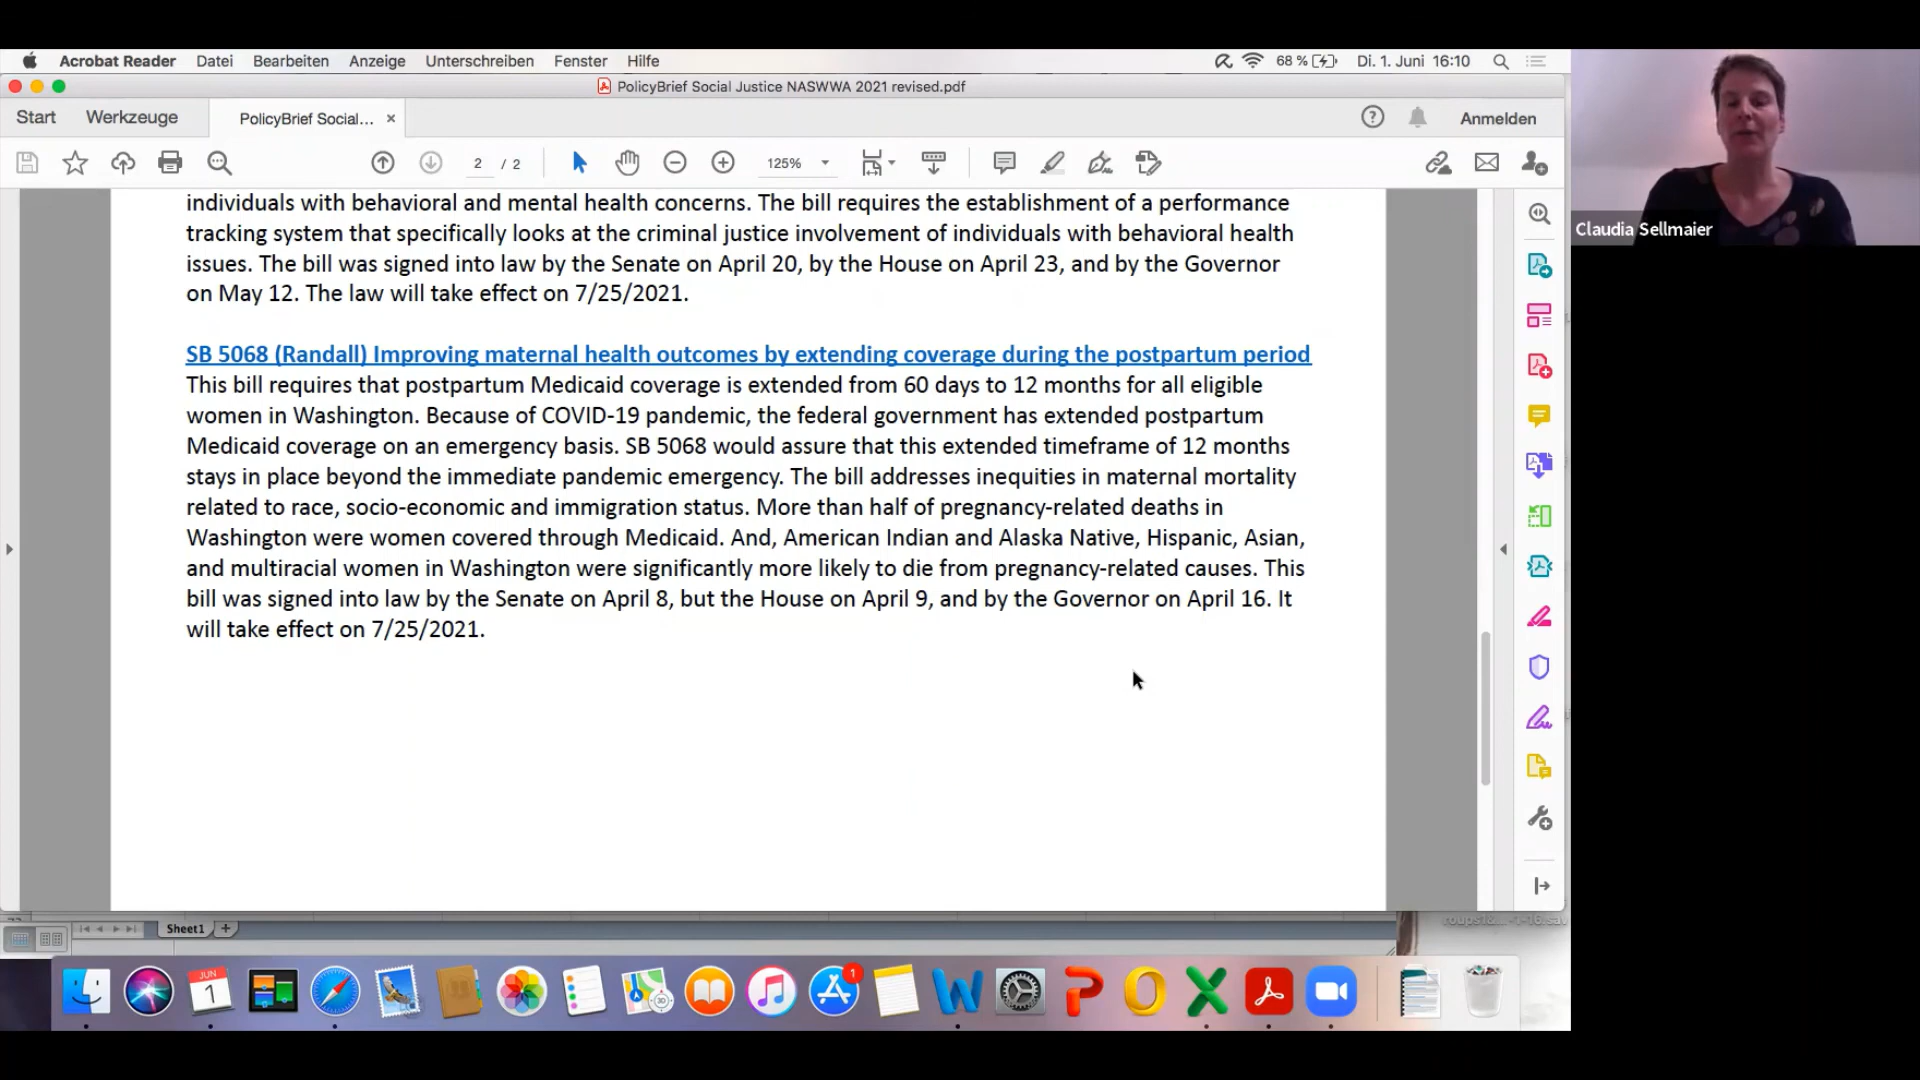 Acrobat Reader Datei Bearbeiten Anzeige Unterschreiben Fenster Hilfe 68 % Di. 1. Juni 16:10
PolicyBrief Social Justice NASWWA 2021 revised.pdf
Start Werkzeuge PolicyBrief Social... × Anmelden
2 / 2 125%
individuals with behavioral and mental health concerns. The bill requires the establishment of a performance
tracking system that specifically looks at the criminal justice involvement of individuals with behavioral health
issues. The bill was signed into law by the Senate on April 20, by the House on April 23, and by the Governor
on May 12. The law will take effect on 7/25/2021.
SB 5068 (Randall) Improving maternal health outcomes by extending coverage during the postpartum period
This bill requires that postpartum Medicaid coverage is extended from 60 days to 12 months for all eligible
women in Washington. Because of COVID-19 pandemic, the federal government has extended postpartum
Medicaid coverage on an emergency basis. SB 5068 would assure that this extended timeframe of 12 months
stays in place beyond the immediate pandemic emergency. The bill addresses inequities in maternal mortality
related to race, socio-economic and immigration status. More than half of pregnancy-related deaths in
Washington were women covered through Medicaid. And, American Indian and Alaska Native, Hispanic, Asian,
and multiracial women in Washington were significantly more likely to die from pregnancy-related causes. This
bill was signed into law by the Senate on April 8, but the House on April 9, and by the Governor on April 16. It
will take effect on 7/25/2021.
Claudia Sellmaier
Sheet1
JUN
1
3D
1